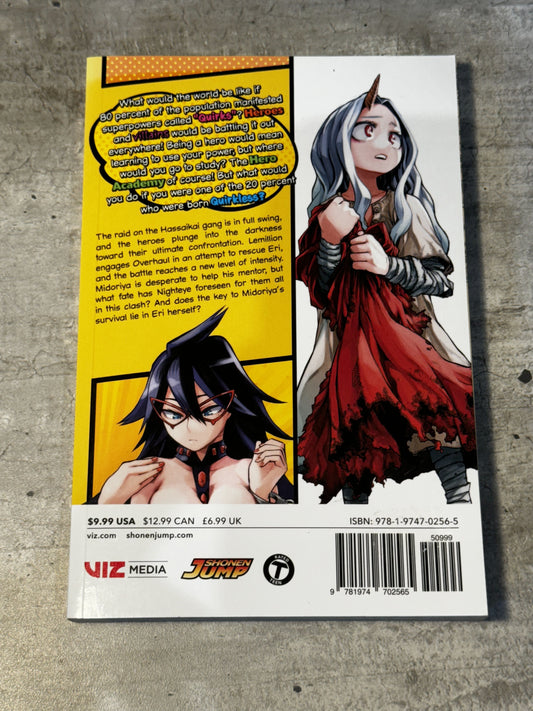 What would the world be like if
80 percent of the population manifested
superpowers called "Quirks"? Heroes
and villains would be battling it out
everywhere! Being a hero would mean
learning to use your power, but where
would you go to study? The Hero
Academy of course! But what would
you do if you were one of the 20 percent
who were born Quirkless?
The raid on the Hassaikai gang is in full swing,
and the heroes plunge into the darkness
toward their ultimate confrontation. Lemillion
engages Overhaul in an attempt to rescue Eri,
and the battle reaches a new level of intensity.
Midoriya is desperate to help his mentor, but
what fate has Nighteye foreseen for them all
in this clash? And does the key to Midoriya's
survival lie in Eri herself?
$9.99 USA $12.99 CAN £6.99 UK
ISBN: 978-1-9747-0256-5
viz.com shonenjump.com
50999
VIZ MEDIA
SHONEN JUMP
RATED T TEEN
9 781974 702565